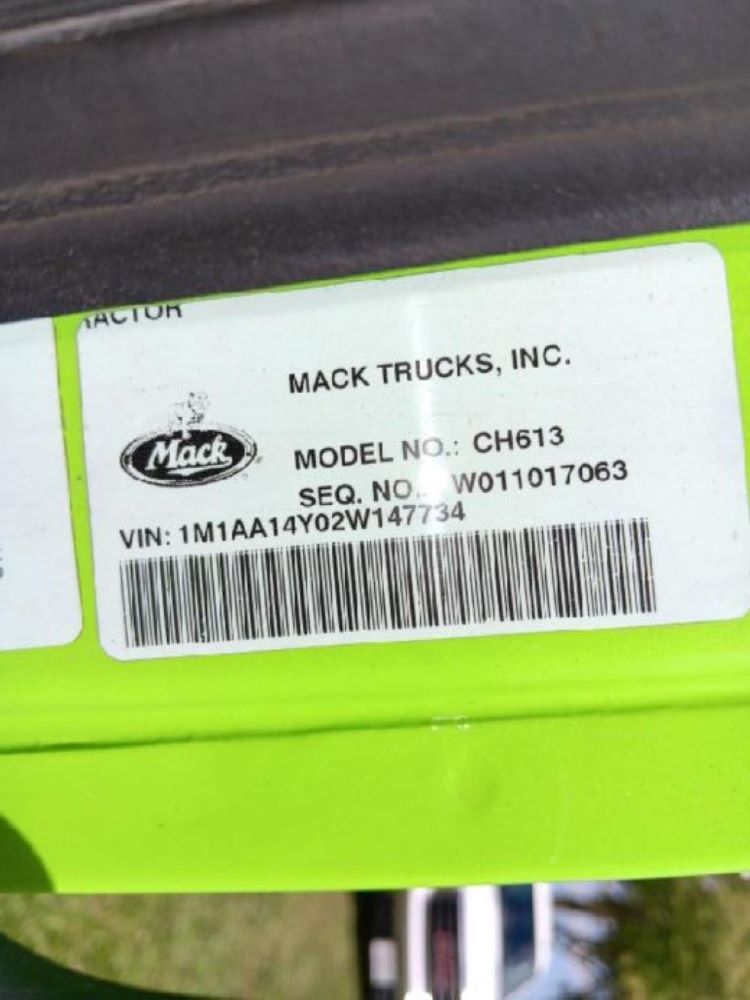 MACK TRUCKS, INC.
Mack
MODEL NO.: CH613
SEQ. NO. W011017063
VIN: 1M1AA14Y02W147734